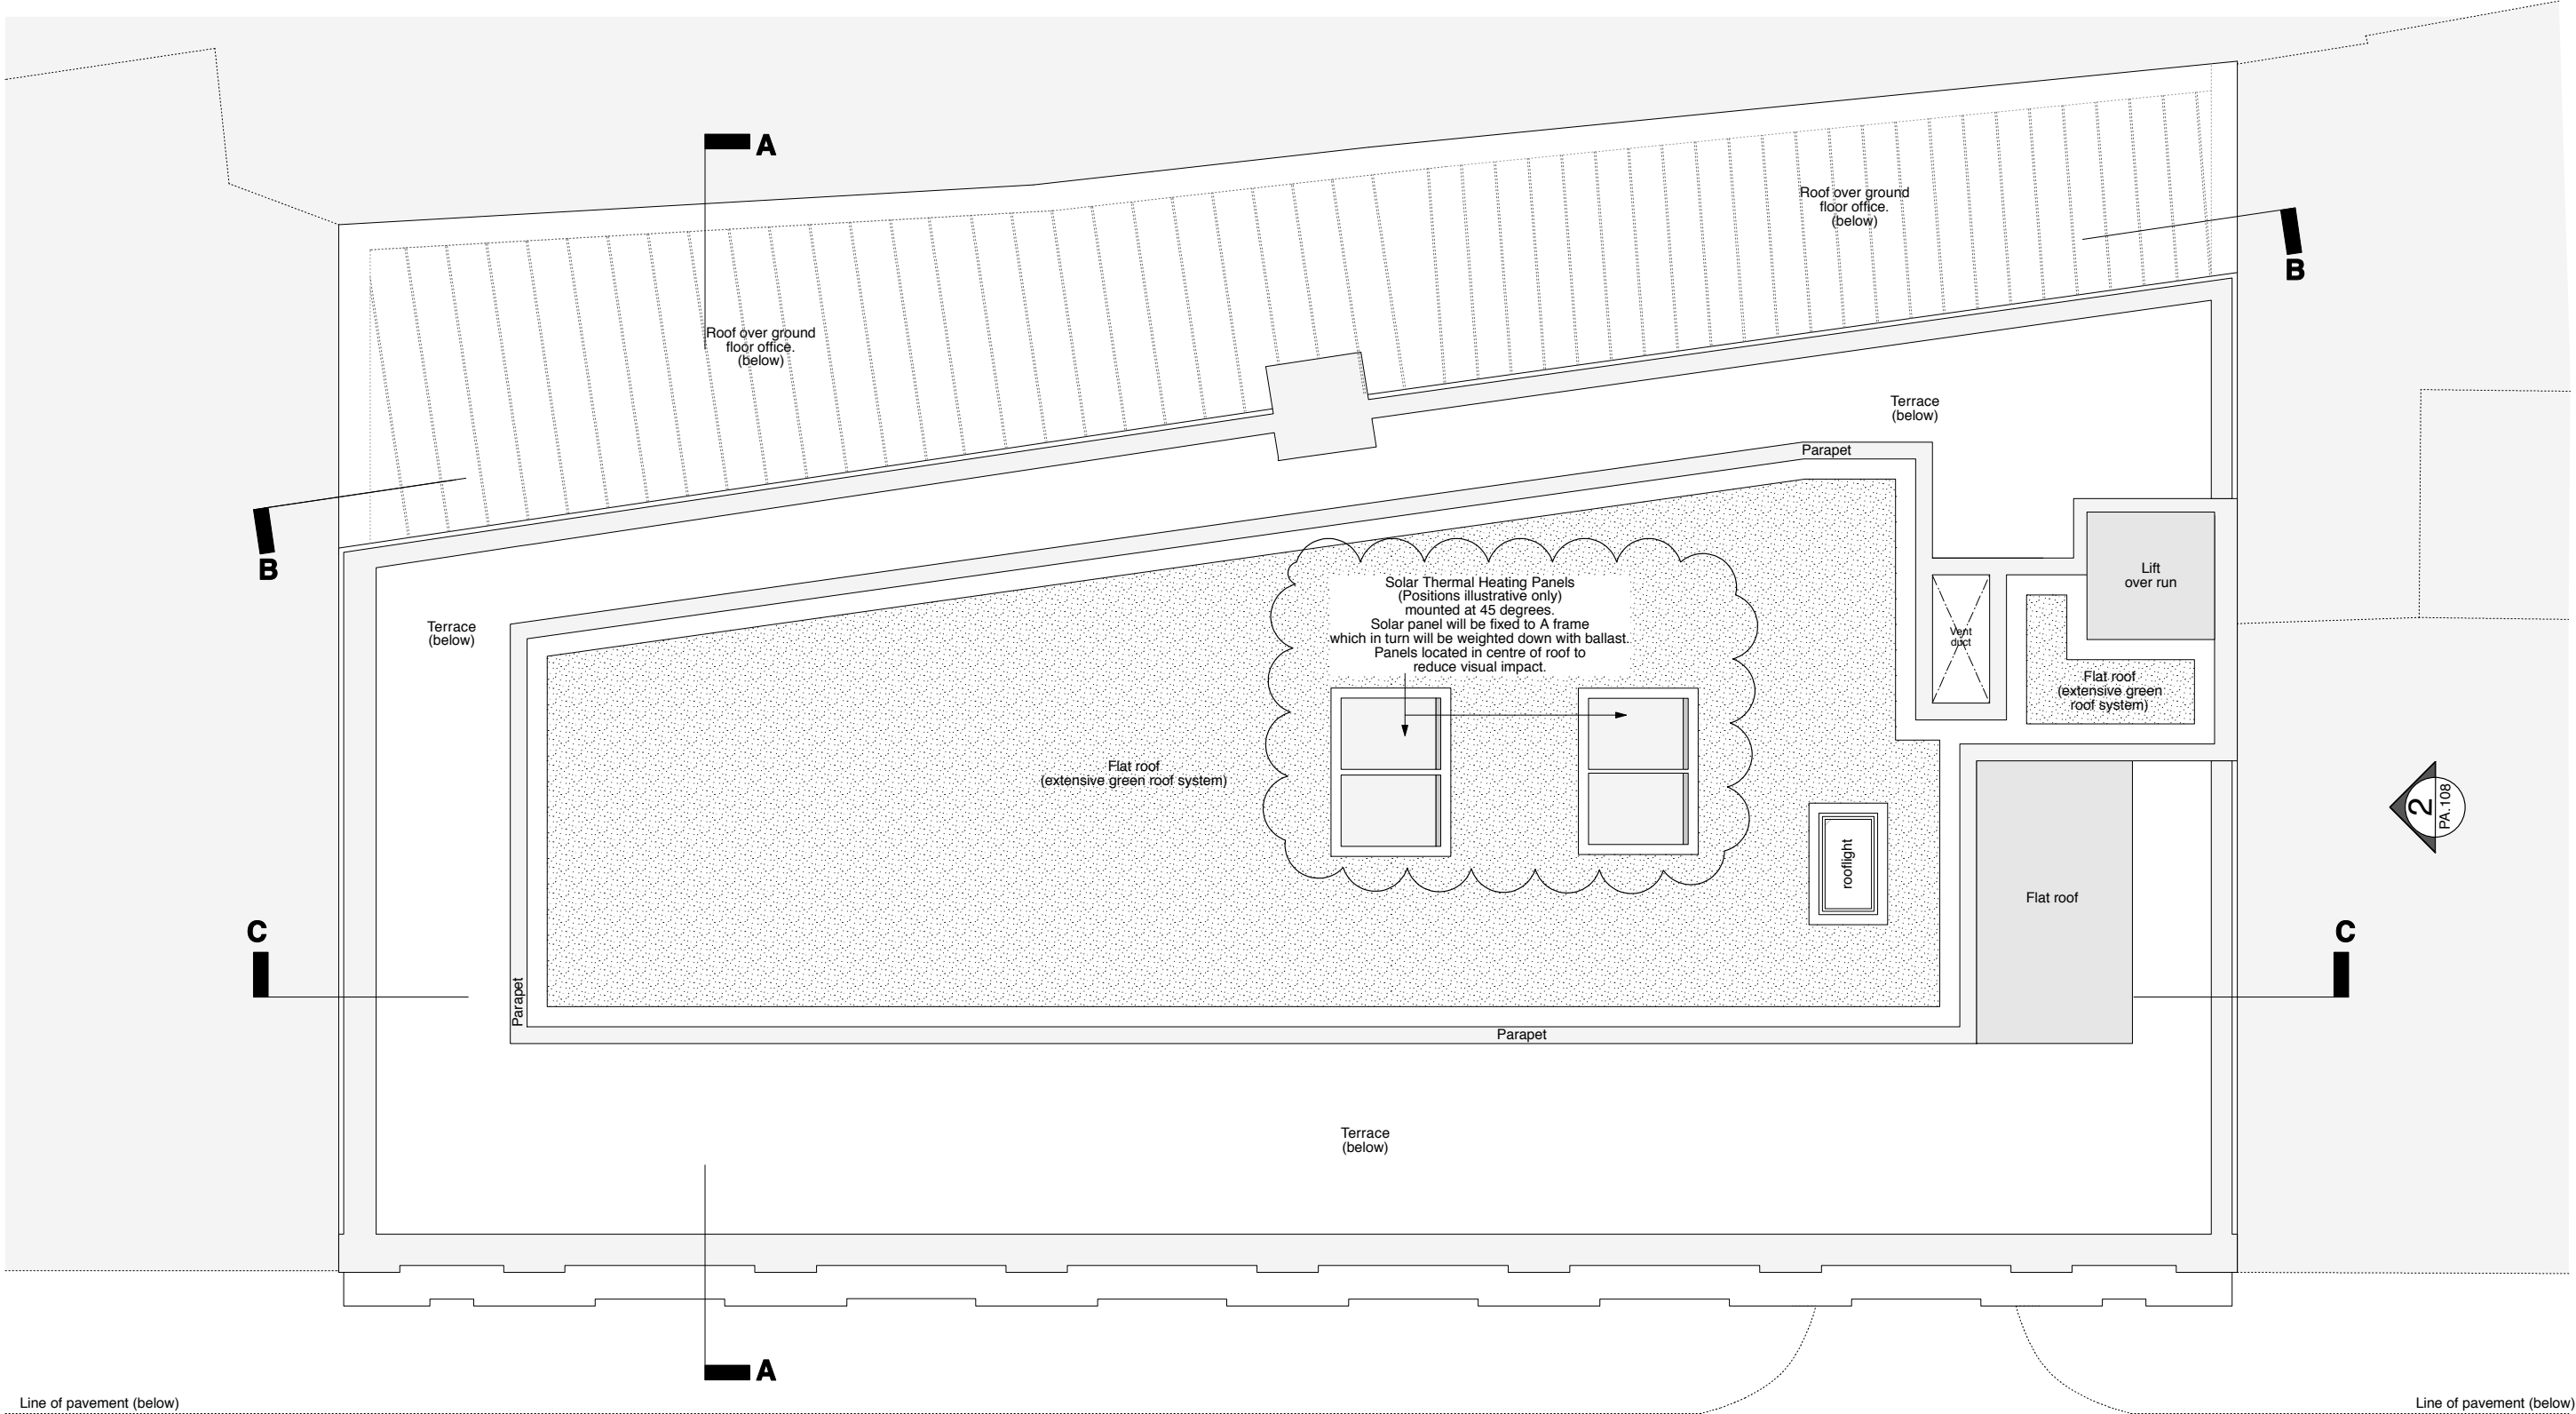 A
Roof over ground
floor office.
(below)
B
Roof over ground
floor office.
(below)
Terrace
(below)
Parapet
B
Lift
over run
Solar Thermal Heating Panels
(Positions illustrative only)
mounted at 45 degrees.
Solar panel will be fixed to A frame
which in turn will be weighted down with ballast.
Panels located in centre of roof to
reduce visual impact.
Terrace
(below)
Vent
duct
Flat roof
(extensive green
roof system)
Flat roof
(extensive green roof system)
2
PA.108
rooflight
Flat roof
C
C
Parapet
Parapet
Terrace
(below)
A
Line of pavement (below)
Line of pavement (below)